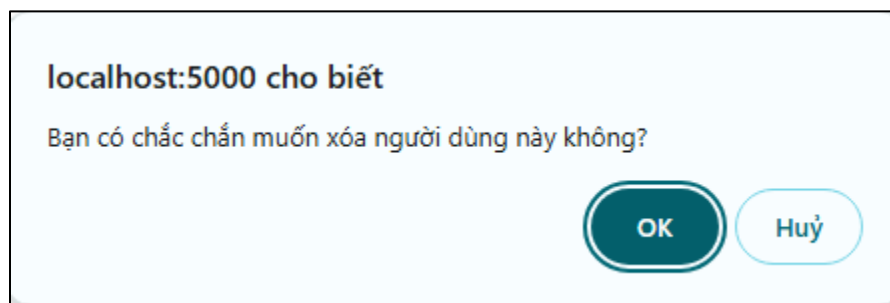 localhost:5000 cho biết
Bạn có chắc chắn muốn xóa người dùng này không?
OK Huỷ